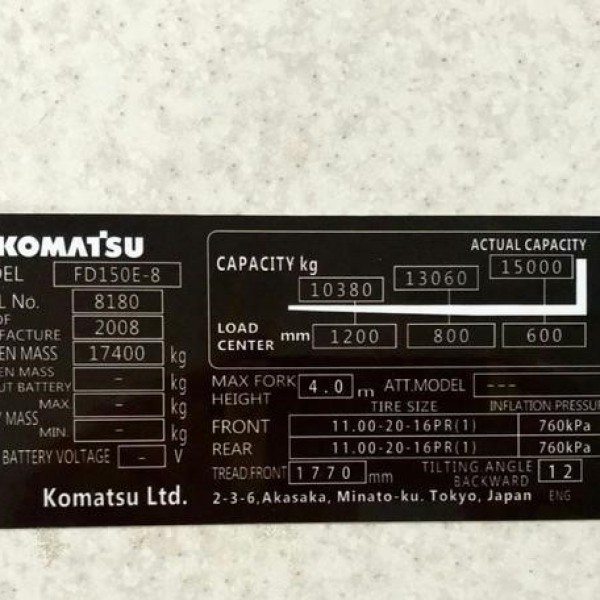 KOMATSU
DEL FD150E-8
L No. 8180
OF
FACTURE 2008
EN MASS 17400 kg
EN MASS
UT BATTERY - kg
MAX. - kg
MASS
MIN. - kg
BATTERY VOLTAGE - V
Komatsu Ltd.
ACTUAL CAPACITY
CAPACITY kg 10380 13060 15000
LOAD
CENTER mm 1200 800 600
MAX FORK
HEIGHT 4.0 m ATT.MODEL ---
TIRE SIZE INFLATION PRESSU
FRONT 11.00-20-16PR(1) 760kPa
REAR 11.00-20-16PR(1) 760kPa
TREAD:FRONT 1770 mm TILTING.ANGLE
BACKWARD 12
2-3-6,Akasaka, Minato-ku. Tokyo, Japan ENG